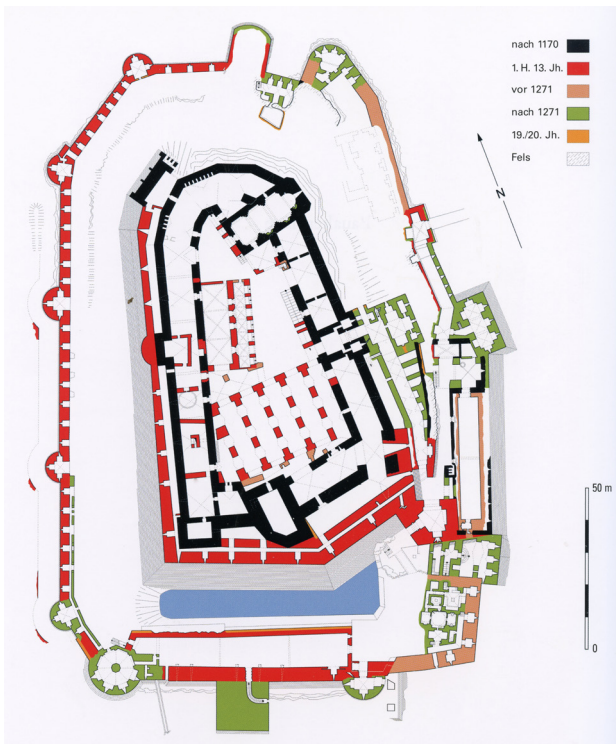 nach 1170
1. H. 13. Jh.
vor 1271
nach 1271
19./20. Jh.
Fels
N
50 m
0